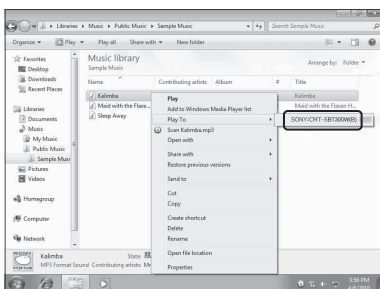 Libraries ▸ Music ▸ Public Music ▸ Sample Music
Search Sample Music
Organize Play Play all Share with New folder
Favorites
Desktop
Downloads
Recent Places
Libraries
Documents
Music
My Music
Public Music
Sample Musi
Pictures
Videos
Homegroup
Computer
Network
Music library
Sample Music
Arrange by: Folder
Name Contributing artists Album # Title
Kalimba Kalimba
Maid with the Flaxe... Maid with the Flaxen H...
Sleep Away
Play
Add to Windows Media Player list
Play To
SONY:CMT-SBT300W(B)
Scan Kalimba.mp3
Open with
Share with
Restore previous versions
Send to
Cut
Copy
Create shortcut
Delete
Rename
Open file location
Properties
Kalimba State:
MP3 Format Sound Contributing artists: Mr
3:56 PM